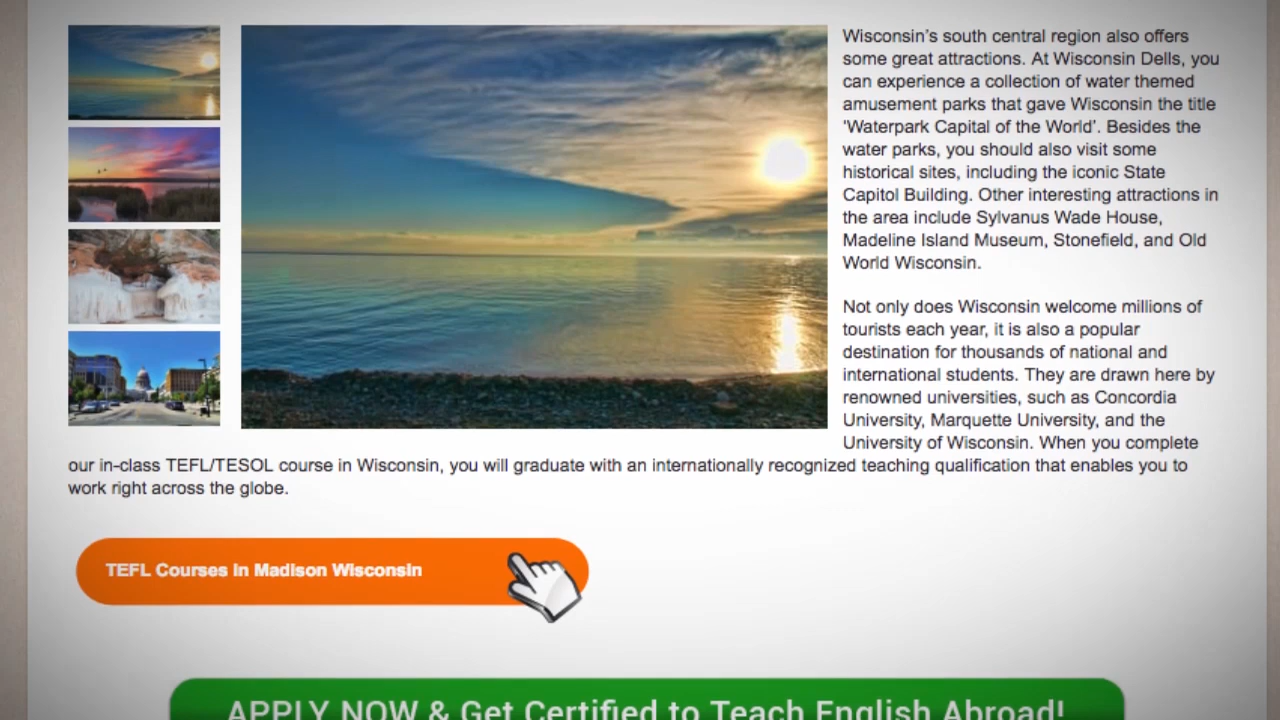 Wisconsin’s south central region also offers
some great attractions. At Wisconsin Dells, you
can experience a collection of water themed
amusement parks that gave Wisconsin the title
'Waterpark Capital of the World'. Besides the
water parks, you should also visit some
historical sites, including the iconic State
Capitol Building. Other interesting attractions in
the area include Sylvanus Wade House,
Madeline Island Museum, Stonefield, and Old
World Wisconsin.
Not only does Wisconsin welcome millions of
tourists each year, it is also a popular
destination for thousands of national and
international students. They are drawn here by
renowned universities, such as Concordia
University, Marquette University, and the
University of Wisconsin. When you complete
our in-class TEFL/TESOL course in Wisconsin, you will graduate with an internationally recognized teaching qualification that enables you to
work right across the globe.
TEFL Courses in Madison Wisconsin
APPLY NOW & Get Certified to Teach English Abroad!